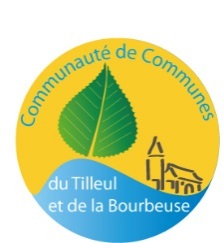 Communauté de Communes
du Tilleul
et de la Bourbeuse